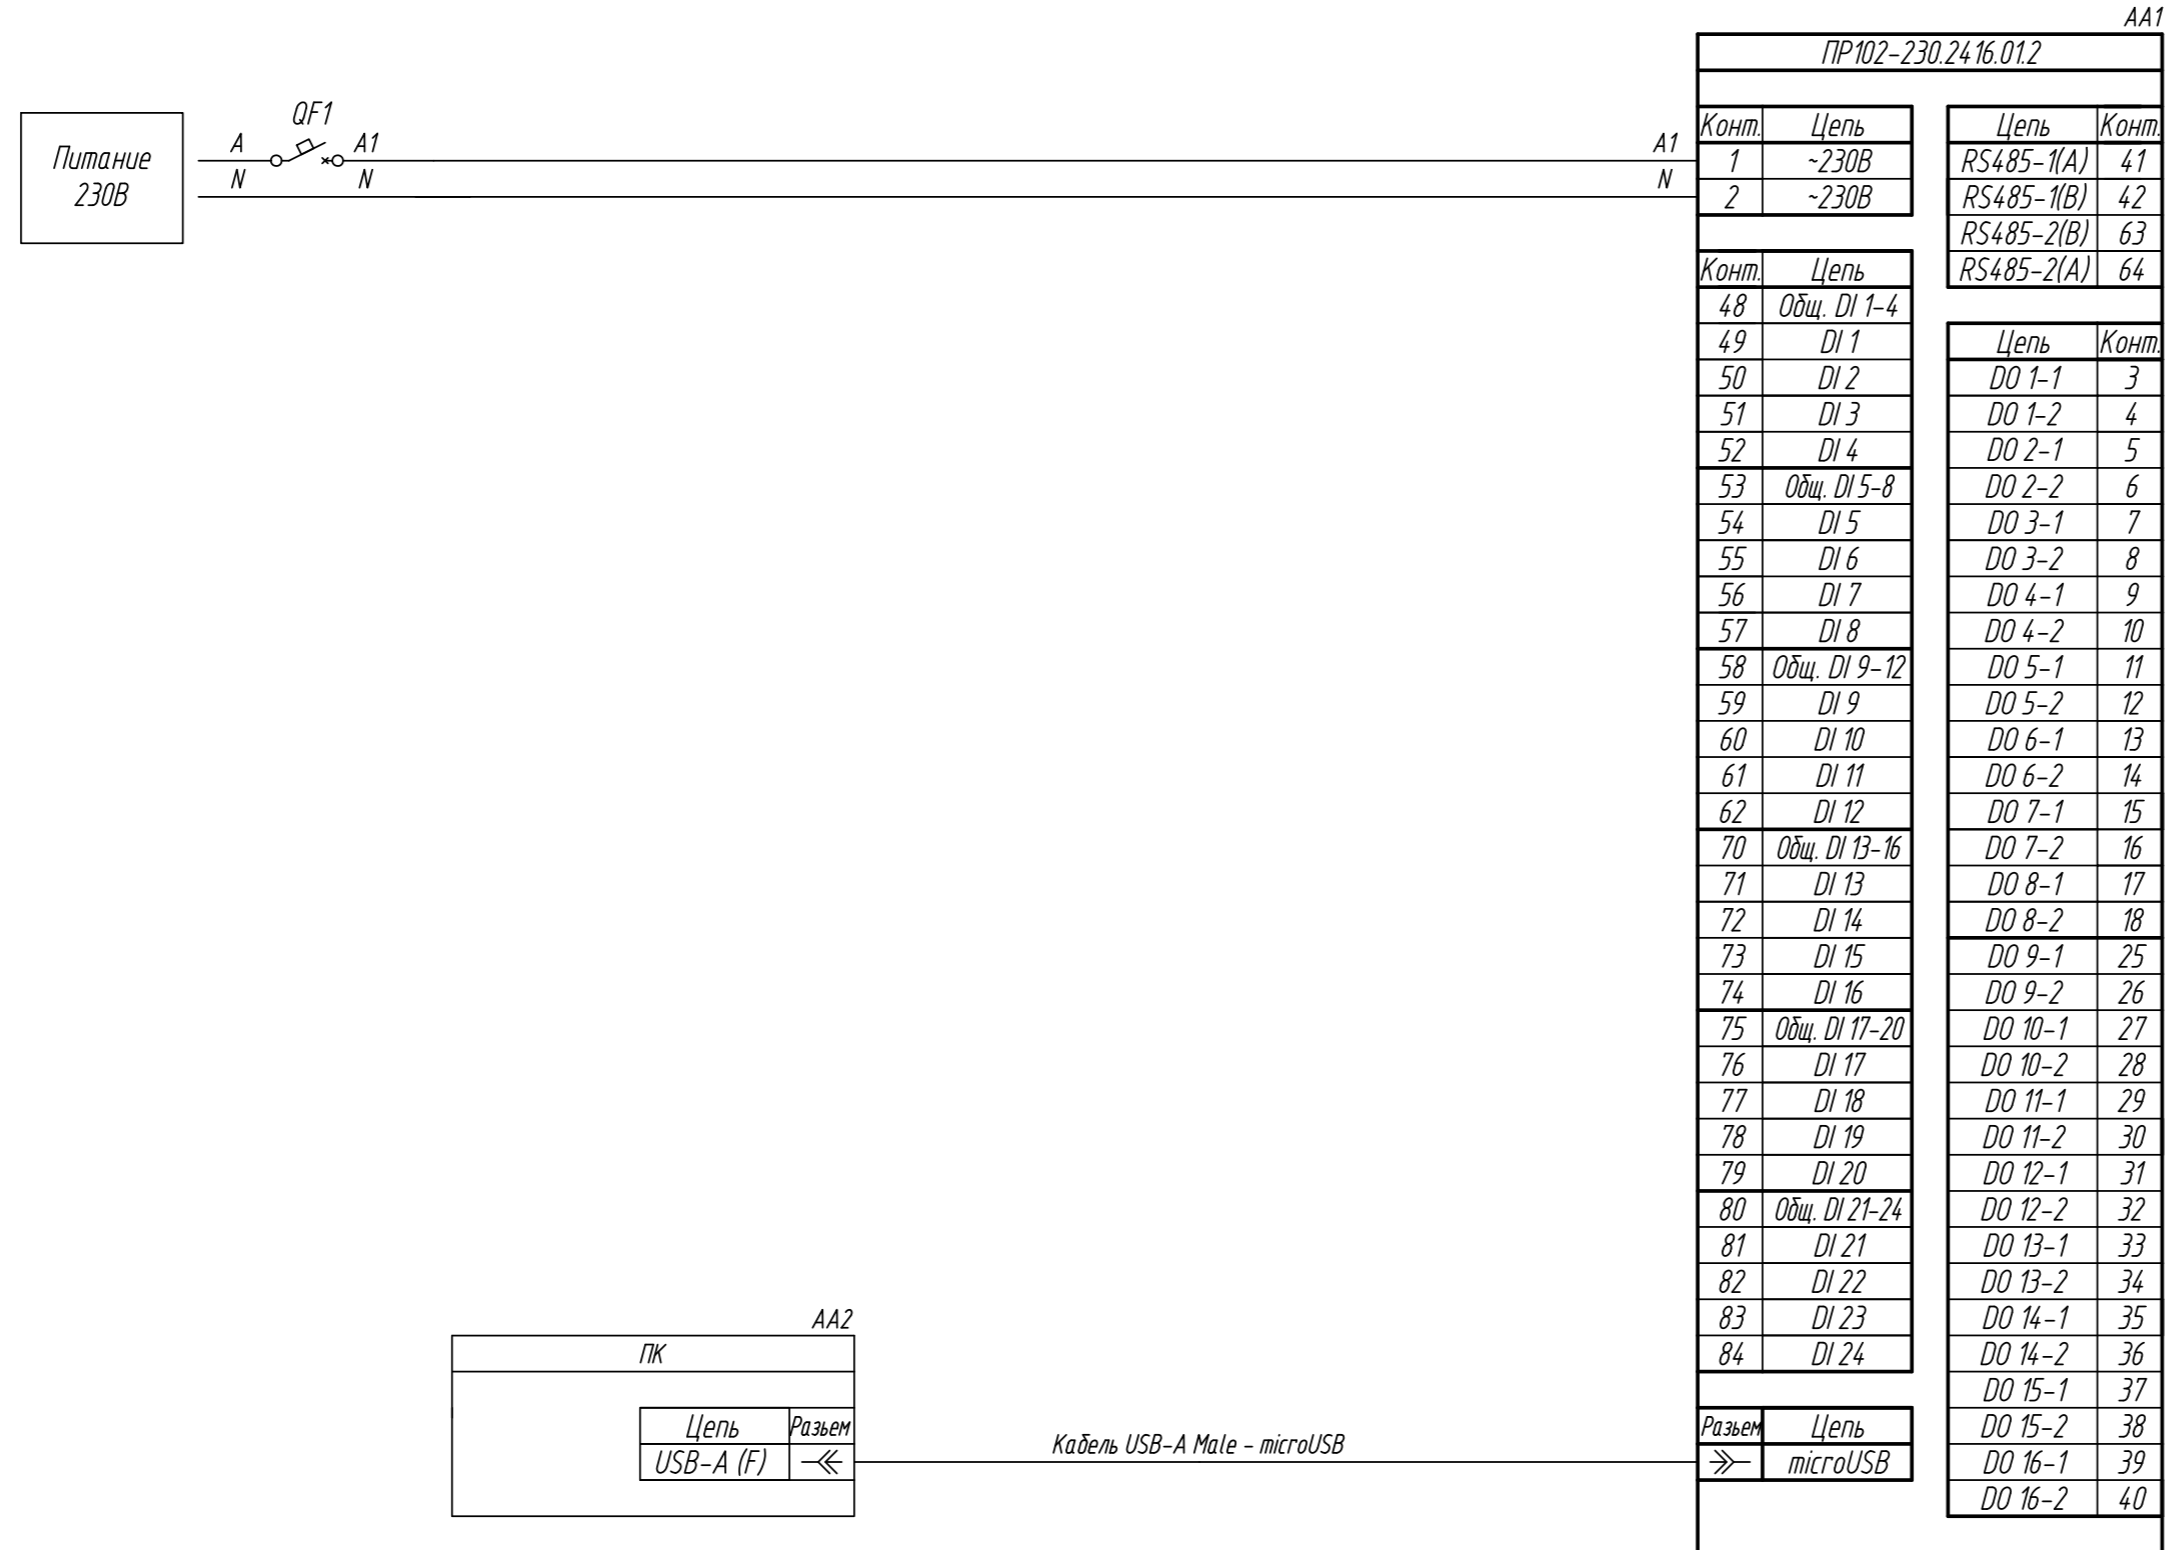 AA1
ПР102-230.2416.01.2
Питание
230В
QF1
A A1 A1
N N N
Конт. Цепь
1 ~230В
2 ~230В
Цепь Конт.
RS485-1(A) 41
RS485-1(B) 42
RS485-2(B) 63
RS485-2(A) 64
Конт. Цепь
48 Общ. DI 1-4
49 DI 1
50 DI 2
51 DI 3
52 DI 4
53 Общ. DI 5-8
54 DI 5
55 DI 6
56 DI 7
57 DI 8
58 Общ. DI 9-12
59 DI 9
60 DI 10
61 DI 11
62 DI 12
70 Общ. DI 13-16
71 DI 13
72 DI 14
73 DI 15
74 DI 16
75 Общ. DI 17-20
76 DI 17
77 DI 18
78 DI 19
79 DI 20
80 Общ. DI 21-24
81 DI 21
82 DI 22
83 DI 23
84 DI 24
Цепь Конт.
DO 1-1 3
DO 1-2 4
DO 2-1 5
DO 2-2 6
DO 3-1 7
DO 3-2 8
DO 4-1 9
DO 4-2 10
DO 5-1 11
DO 5-2 12
DO 6-1 13
DO 6-2 14
DO 7-1 15
DO 7-2 16
DO 8-1 17
DO 8-2 18
DO 9-1 25
DO 9-2 26
DO 10-1 27
DO 10-2 28
DO 11-1 29
DO 11-2 30
DO 12-1 31
DO 12-2 32
DO 13-1 33
DO 13-2 34
DO 14-1 35
DO 14-2 36
DO 15-1 37
DO 15-2 38
DO 16-1 39
DO 16-2 40
AA2
ПК
Цепь Разьем
USB-A (F)
Кабель USB-A Male - microUSB
Разьем Цепь
microUSB